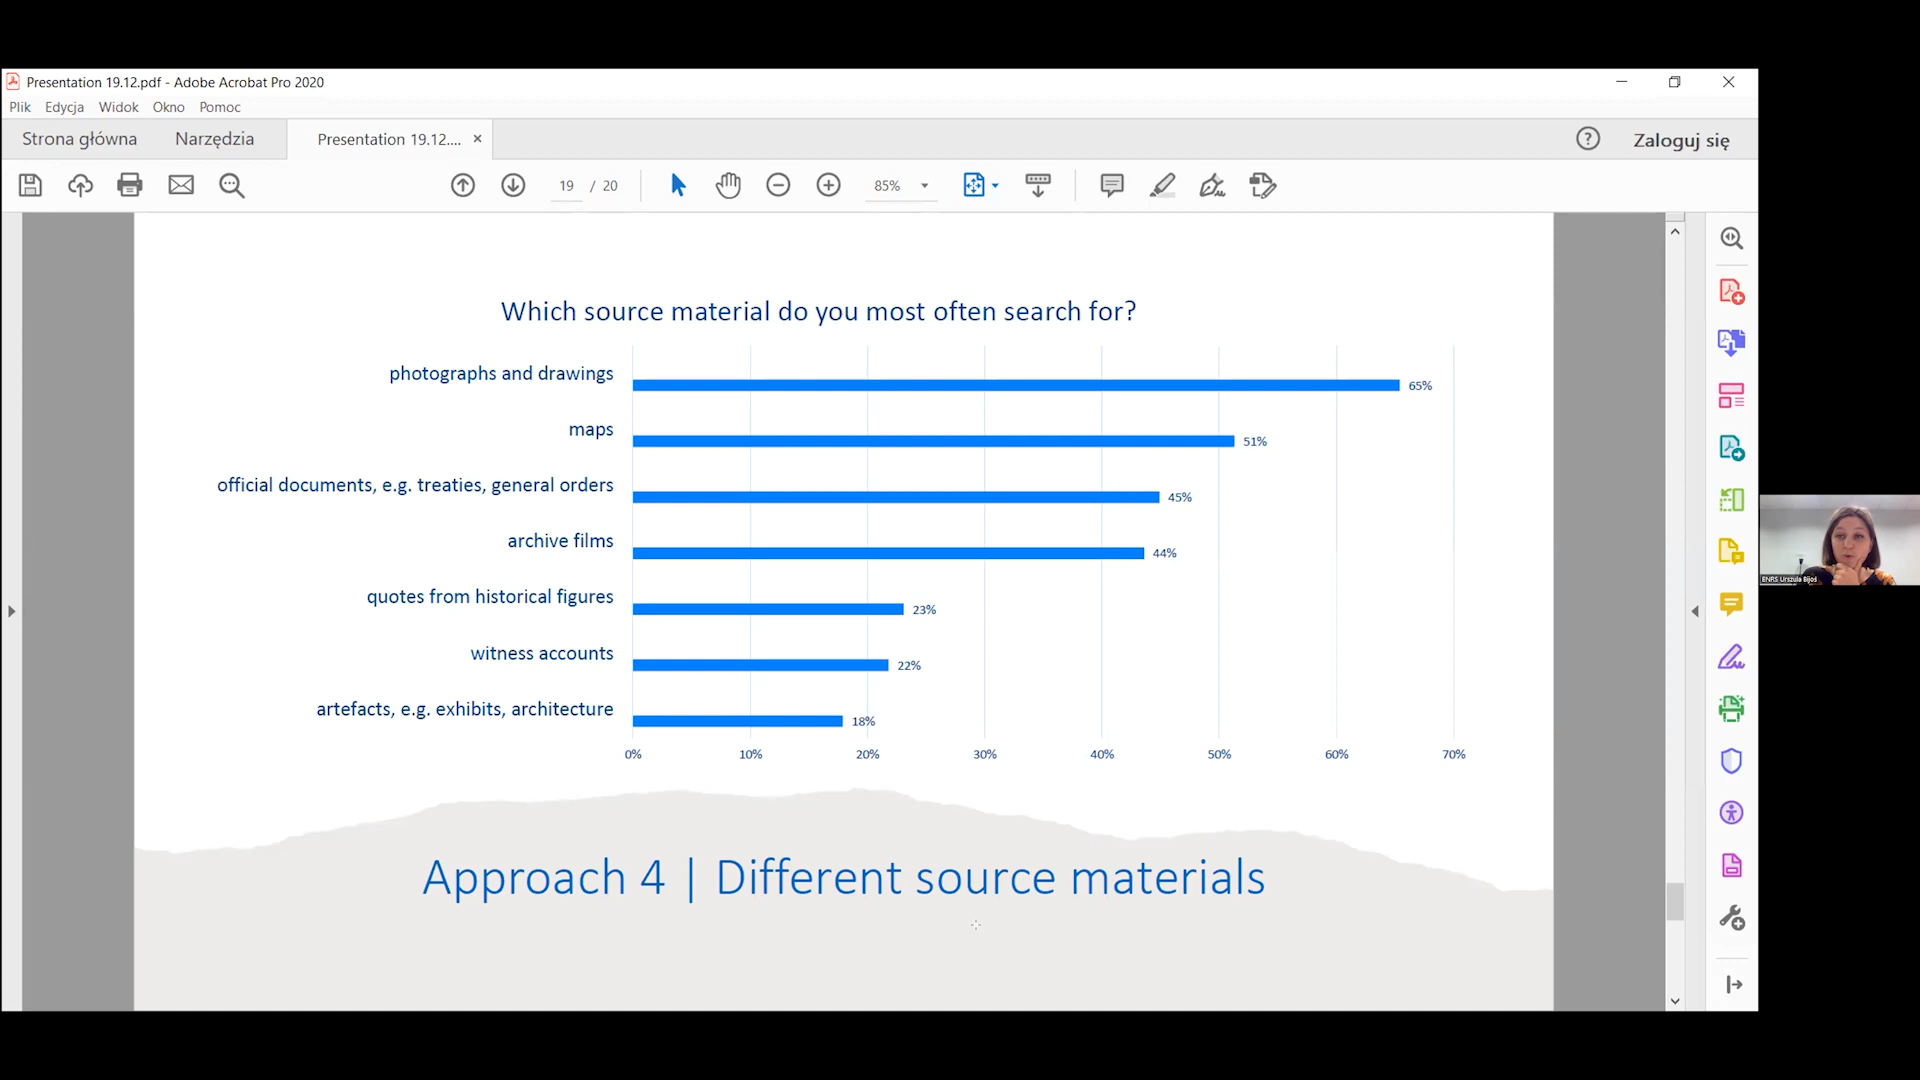 Presentation 19.12.pdf - Adobe Acrobat Pro 2020
Plik Edycja Widok Okno Pomoc
Strona główna Narzędzia Presentation 19.12.... × Zaloguj się
19 / 20 85%
Which source material do you most often search for?
photographs and drawings 65%
maps 51%
official documents, e.g. treaties, general orders 45%
archive films 44%
quotes from historical figures 23%
witness accounts 22%
artefacts, e.g. exhibits, architecture 18%
0% 10% 20% 30% 40% 50% 60% 70%
Approach 4 | Different source materials
ENRS Urszula Bijoś